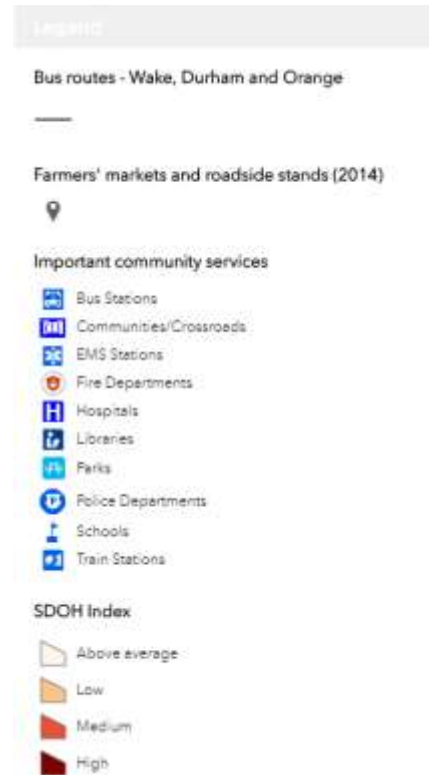 Legend
Bus routes - Wake, Durham and Orange
Farmers' markets and roadside stands (2014)
Important community services
Bus Stations
Communities/Crossroads
EMS Stations
Fire Departments
H Hospitals
Libraries
Parks
Police Departments
Schools
Train Stations
SDOH Index
Above average
Low
Medium
High